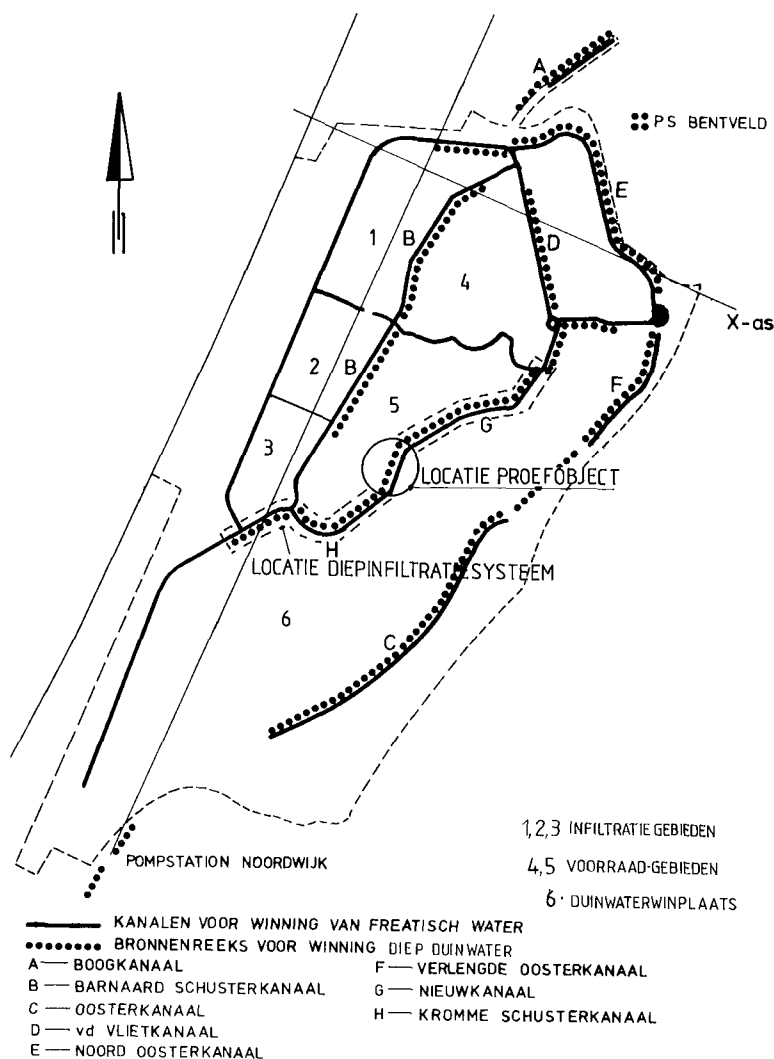 A
PS BENTVELD
E
1
B
D
4
X-as
2
B
F
5
G
3
LOCATIE PROEFOBJECT
H
LOCATIE DIEPINFILTRATIESYSTEEM
6
C
1,2,3 INFILTRATIEGEBIEDEN
4,5 VOORRAAD-GEBIEDEN
6· DUINWATERWINPLAATS
POMPSTATION NOORDWIJK
KANALEN VOOR WINNING VAN FREATISCH WATER
BRONNENREEKS VOOR WINNING DIEP DUINWATER
A — BOOGKANAAL
B — BARNAARD SCHUSTERKANAAL
C — OOSTERKANAAL
D — vd VLIETKANAAL
E — NOORD OOSTERKANAAL
F — VERLENGDE OOSTERKANAAL
G — NIEUWKANAAL
H — KROMME SCHUSTERKANAAL